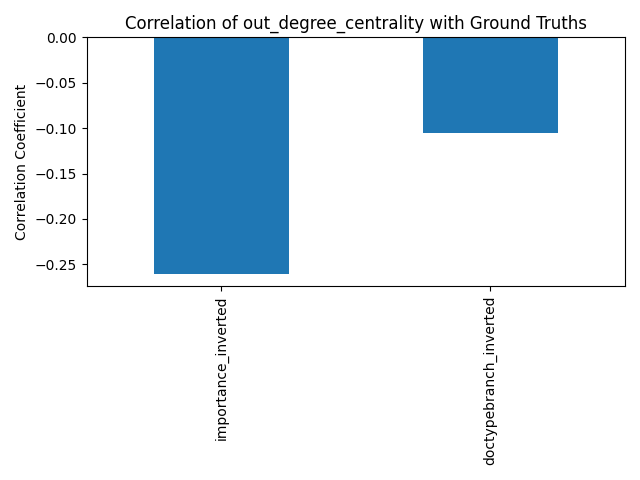 Correlation of out_degree_centrality with Ground Truths
Correlation Coefficient
0.00
−0.05
−0.10
−0.15
−0.20
−0.25
importance_inverted
doctypebranch_inverted